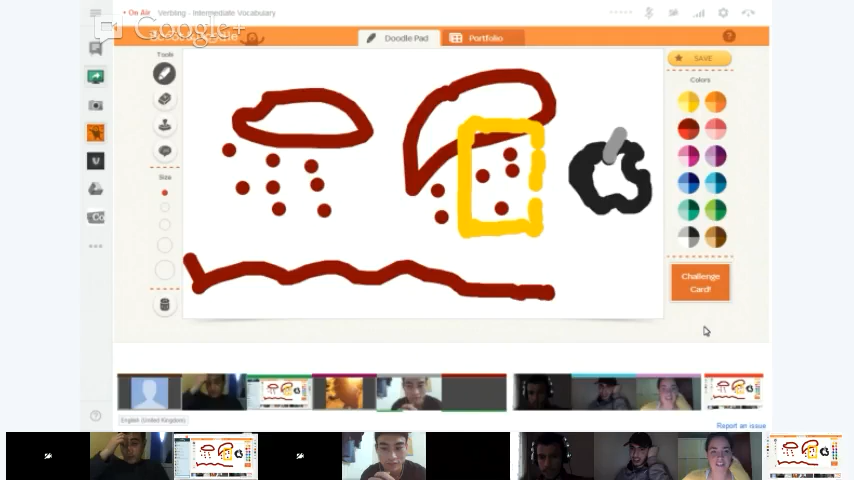 On Air Verbling - Intermediate Vocabulary
Google+
Doodle Pad
Portfolio
?
Tools
SAVE
Colors
Size
Challenge
Card!
English (United Kingdom)
Report an issue